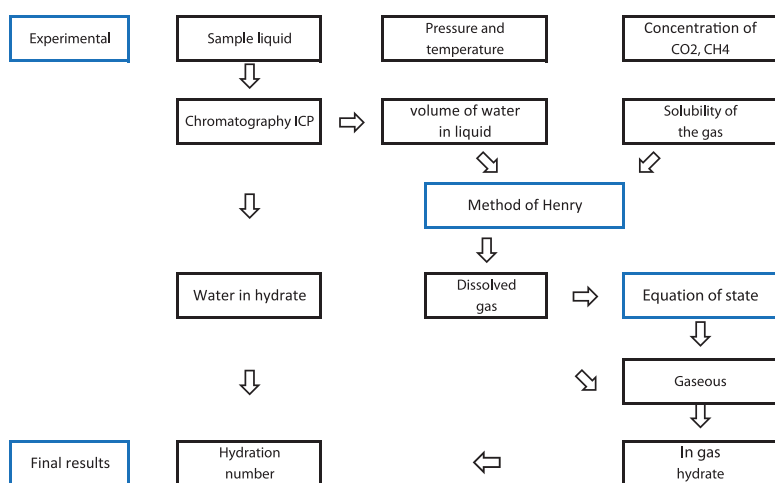 Experimental
Sample liquid
Pressure and
temperature
Concentration of
CO2, CH4
Chromatography ICP
volume of water
in liquid
Solubility of
the gas
Method of Henry
Water in hydrate
Dissolved
gas
Equation of state
Gaseous
Final results
Hydration
number
In gas
hydrate